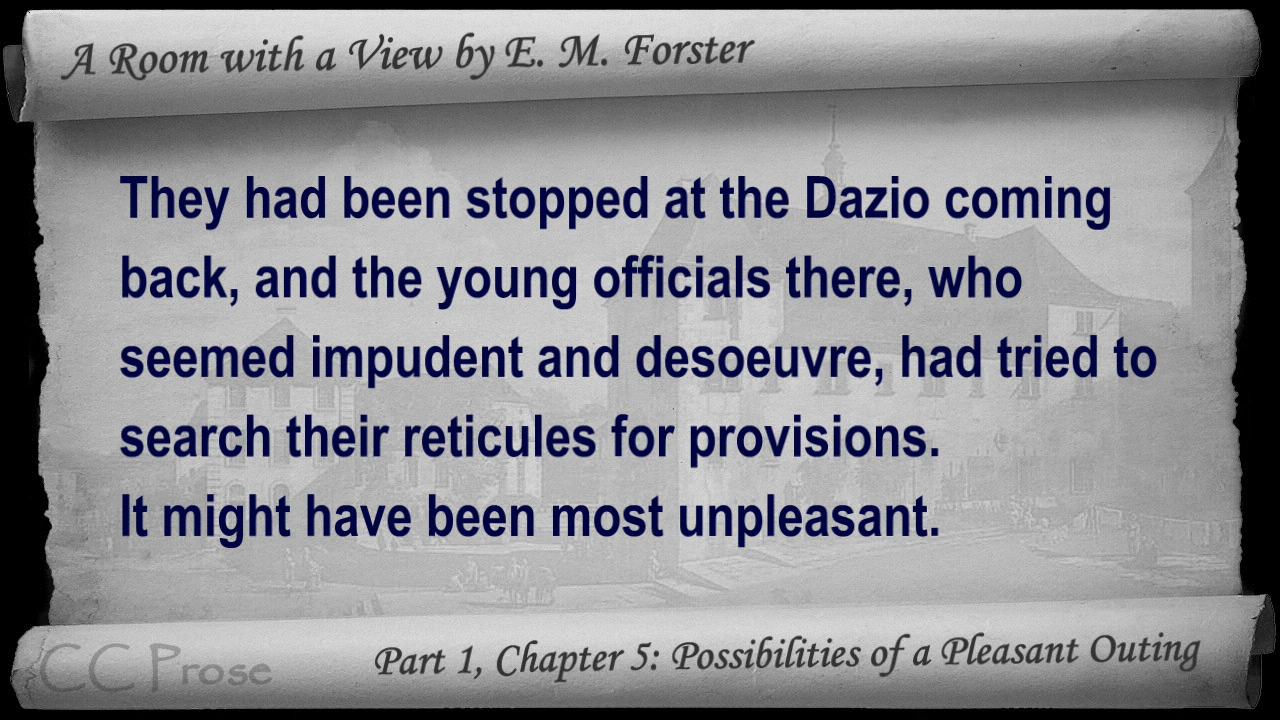 A Room with a View by E. M. Forster
They had been stopped at the Dazio coming
back, and the young officials there, who
seemed impudent and desoeuvre, had tried to
search their reticules for provisions.
It might have been most unpleasant.
CC Prose
Part 1, Chapter 5: Possibilities of a Pleasant Outing